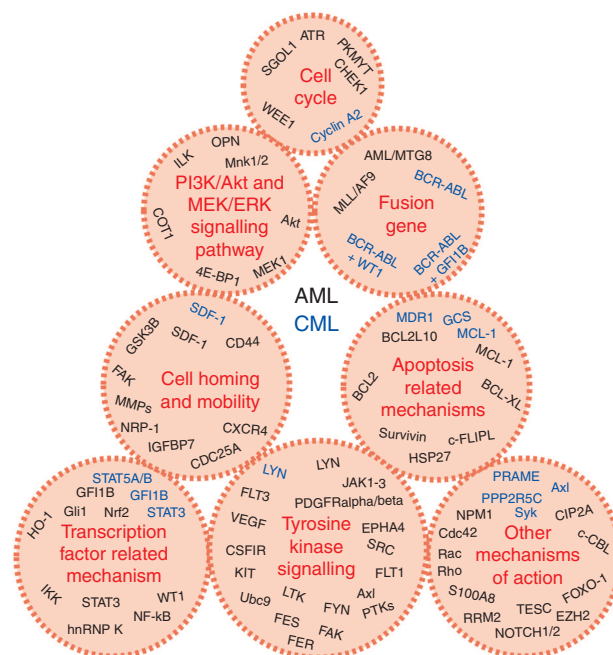 ATR
SGOL1
PKMYT
CHEK1
Cell
cycle
WEE1
Cyclin A2
OPN
ILK
Mnk1/2
PI3K/Akt and
MEK/ERK
signalling
pathway
COT1
Akt
4E-BP1
MEK1
AML/MTG8
MLL/AF9
BCR-ABL
Fusion
gene
BCR-ABL
+ WT1
BCR-ABL
+ GFI1B
AML
CML
SDF-1
GSK3B
SDF-1
CD44
FAK
Cell homing
and mobility
MMPs
NRP-1
CXCR4
IGFBP7
CDC25A
MDR1
GCS
BCL2L10
MCL-1
MCL-1
Apoptosis
related
mechanisms
BCL2
BCL-XL
Survivin
c-FLIPL
HSP27
STAT5A/B
GFI1B
GFI1B
HO-1
Gli1
Nrf2
STAT3
Transcription
factor related
mechanism
IKK
STAT3
WT1
NF-kB
hnRNP K
LYN
LYN
JAK1-3
FLT3
PDGFRalpha/beta
VEGF
EPHA4
Tyrosine
kinase
signalling
CSFIR
SRC
KIT
FLT1
Ubc9
LTK
Axl
FYN
PTKs
FES
FAK
FER
PRAME
Axl
PPP2R5C
NPM1
Syk
CIP2A
Cdc42
c-CBL
Other
mechanisms
of action
Rac
Rho
FOXO-1
S100A8
TESC
EZH2
RRM2
NOTCH1/2